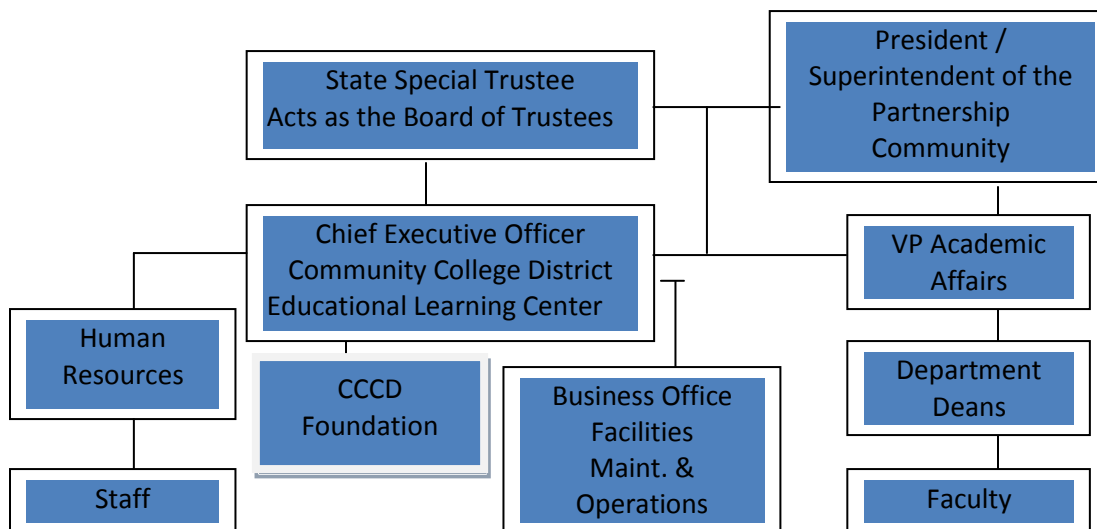 State Special Trustee
Acts as the Board of Trustees
President /
Superintendent of the
Partnership
Community
Chief Executive Officer
Community College District
Educational Learning Center
VP Academic
Affairs
Human
Resources
CCCD
Foundation
Business Office
Facilities
Maint. &
Operations
Department
Deans
Staff
Faculty